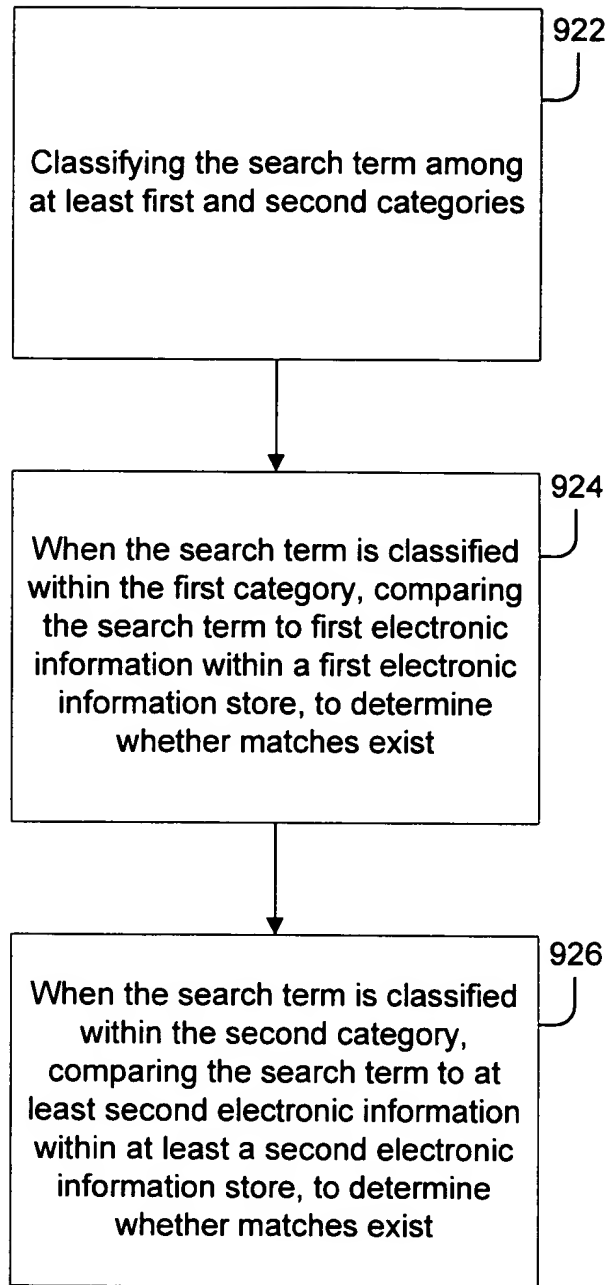 922
Classifying the search term among
at least first and second categories
924
When the search term is classified
within the first category, comparing
the search term to first electronic
information within a first electronic
information store, to determine
whether matches exist
926
When the search term is classified
within the second category,
comparing the search term to at
least second electronic information
within at least a second electronic
information store, to determine
whether matches exist